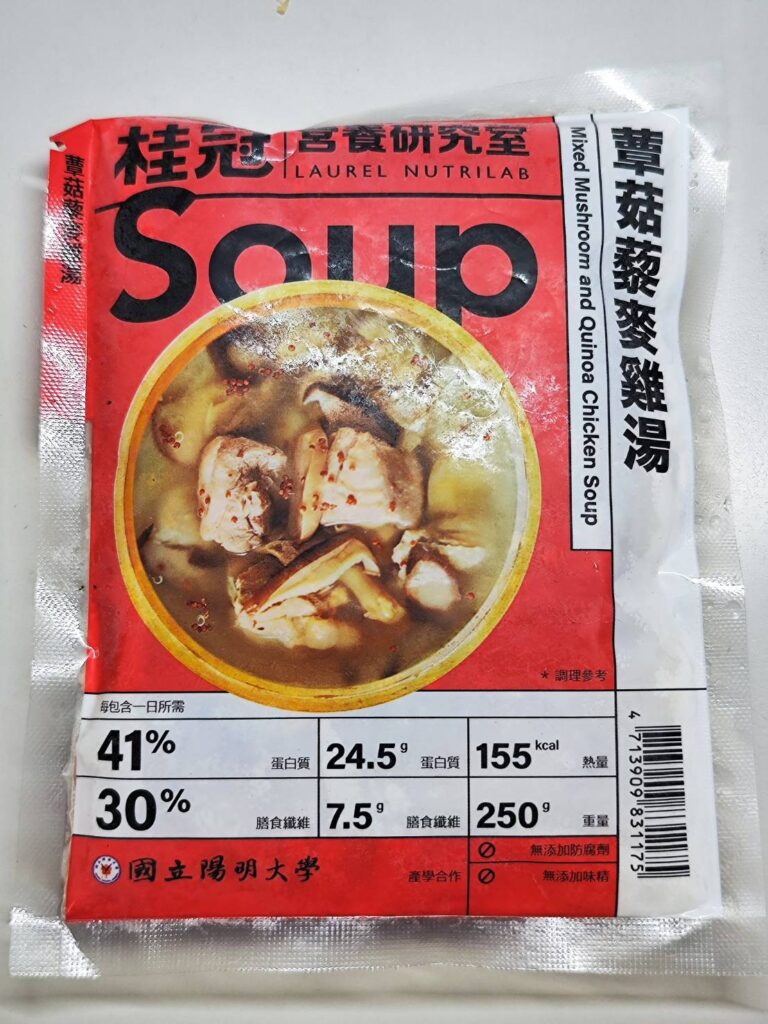 桂冠 營養研究室
LAUREL NUTRILAB
Soup
蕈菇藜麥雞湯
Mixed Mushroom and Quinoa Chicken Soup
蕈菇藜麥雞湯
* 調理參考
每包含一日所需
41% 蛋白質 24.5g 蛋白質 155kcal 熱量
30% 膳食纖維 7.5g 膳食纖維 250g 重量
國立陽明大學 產學合作
無添加防腐劑
無添加味精
4 713909 831175